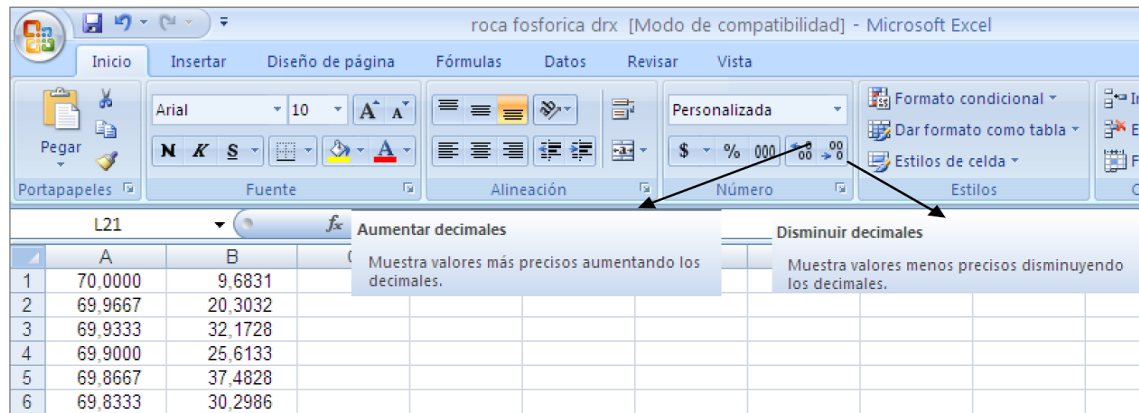 roca fosforica drx [Modo de compatibilidad] - Microsoft Excel
Inicio Insertar Diseño de página Fórmulas Datos Revisar Vista
Arial 10 A A Personalizada Formato condicional
Dar formato como tabla
Pegar N K S A $ % 000 Estilos de celda
Portapapeles Fuente Alineación Número Estilos
L21 fx
Aumentar decimales
Muestra valores más precisos aumentando los
decimales.
Disminuir decimales
Muestra valores menos precisos disminuyendo
los decimales.
A B
1 70,0000 9,6831
2 69,9667 20,3032
3 69,9333 32,1728
4 69,9000 25,6133
5 69,8667 37,4828
6 69,8333 30,2986